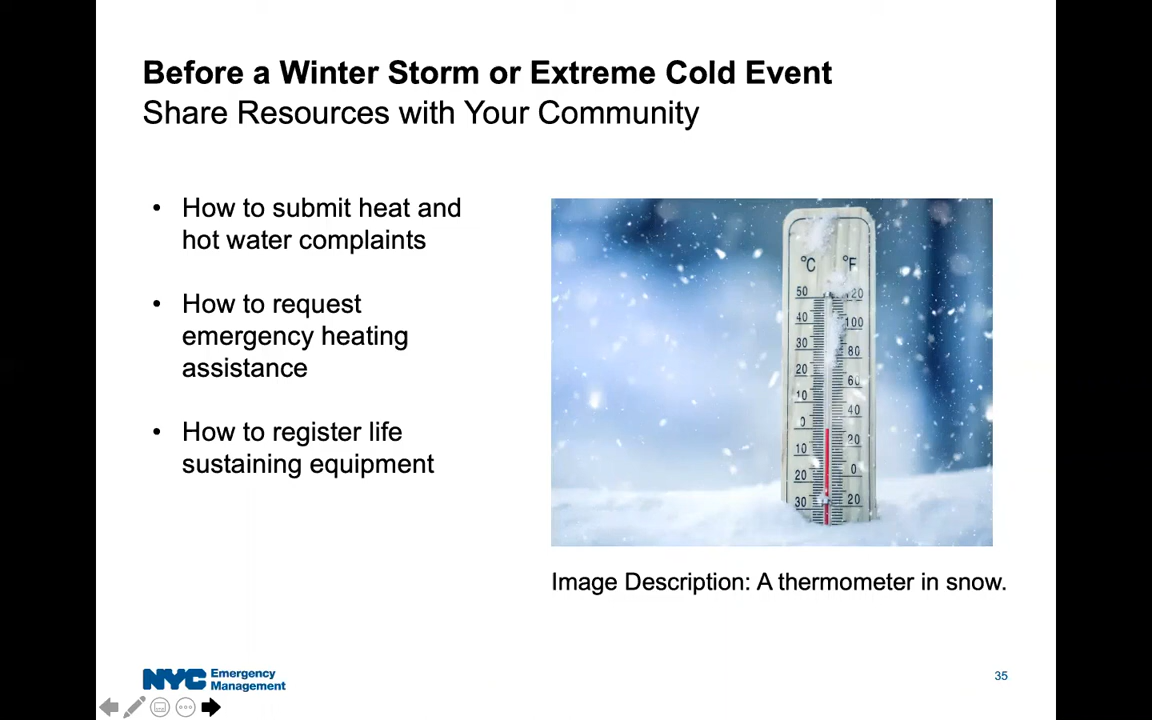 Before a Winter Storm or Extreme Cold Event
Share Resources with Your Community
• How to submit heat and
hot water complaints
• How to request
emergency heating
assistance
• How to register life
sustaining equipment
°C °F
50 120
40 100
30 80
20 60
10 40
0 20
10 0
20 20
30
Image Description: A thermometer in snow.
NYC Emergency
Management
35